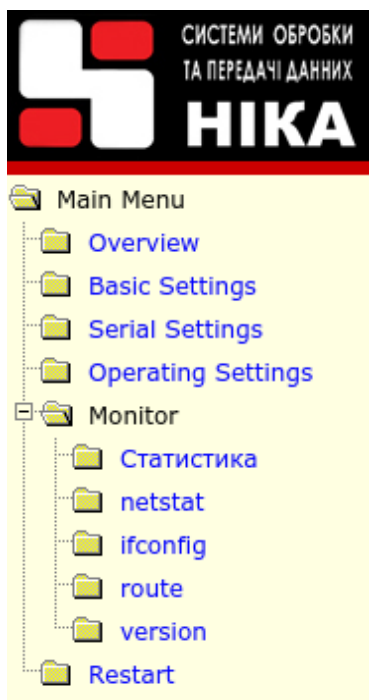 СИСТЕМИ ОБРОБКИ
ТА ПЕРЕДАЧІ ДАННИХ
НІКА
Main Menu
Overview
Basic Settings
Serial Settings
Operating Settings
Monitor
Статистика
netstat
ifconfig
route
version
Restart